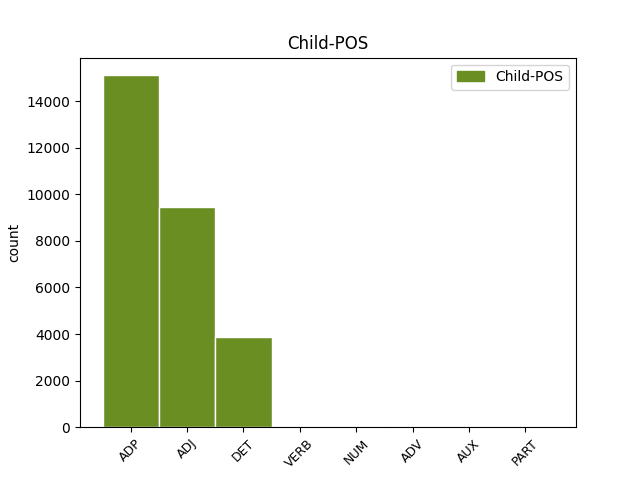 Child-POS
Child-POS
14000
12000
10000
8000
6000
4000
2000
0
count
ADP
ADJ
DET
VERB
NUM
ADV
AUX
PART